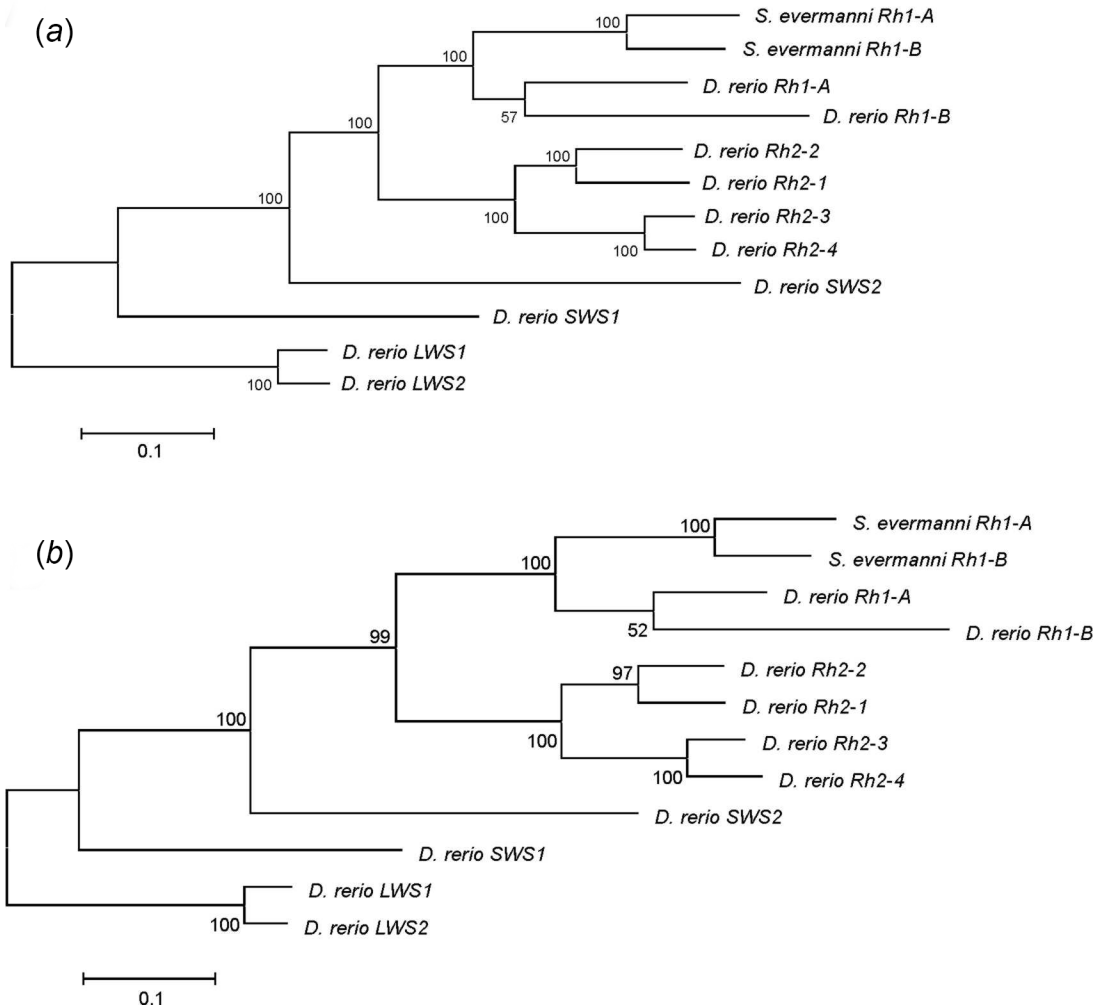 (a)
100
S. evermanni Rh1-A
S. evermanni Rh1-B
100
D. rerio Rh1-A
57
D. rerio Rh1-B
100
100
D. rerio Rh2-2
D. rerio Rh2-1
100
100
D. rerio Rh2-3
100
D. rerio Rh2-4
D. rerio SWS2
D. rerio SWS1
D. rerio LWS1
100
D. rerio LWS2
0.1
(b)
100
S. evermanni Rh1-A
S. evermanni Rh1-B
100
D. rerio Rh1-A
52
D. rerio Rh1-B
99
97
D. rerio Rh2-2
D. rerio Rh2-1
100
100
D. rerio Rh2-3
100
D. rerio Rh2-4
D. rerio SWS2
D. rerio SWS1
D. rerio LWS1
100
D. rerio LWS2
0.1